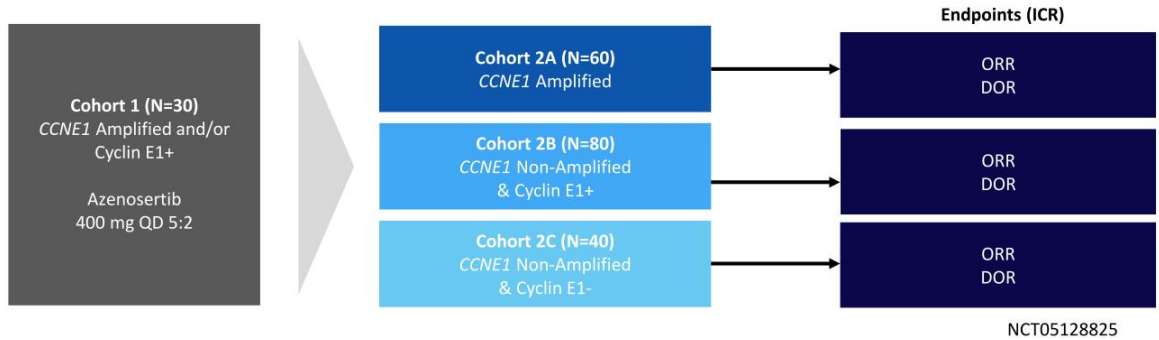 Endpoints (ICR)
Cohort 1 (N=30)
CCNE1 Amplified and/or
Cyclin E1+
Azenosertib
400 mg QD 5:2
Cohort 2A (N=60)
CCNE1 Amplified
ORR
DOR
Cohort 2B (N=80)
CCNE1 Non-Amplified
& Cyclin E1+
ORR
DOR
Cohort 2C (N=40)
CCNE1 Non-Amplified
& Cyclin E1-
ORR
DOR
NCT05128825